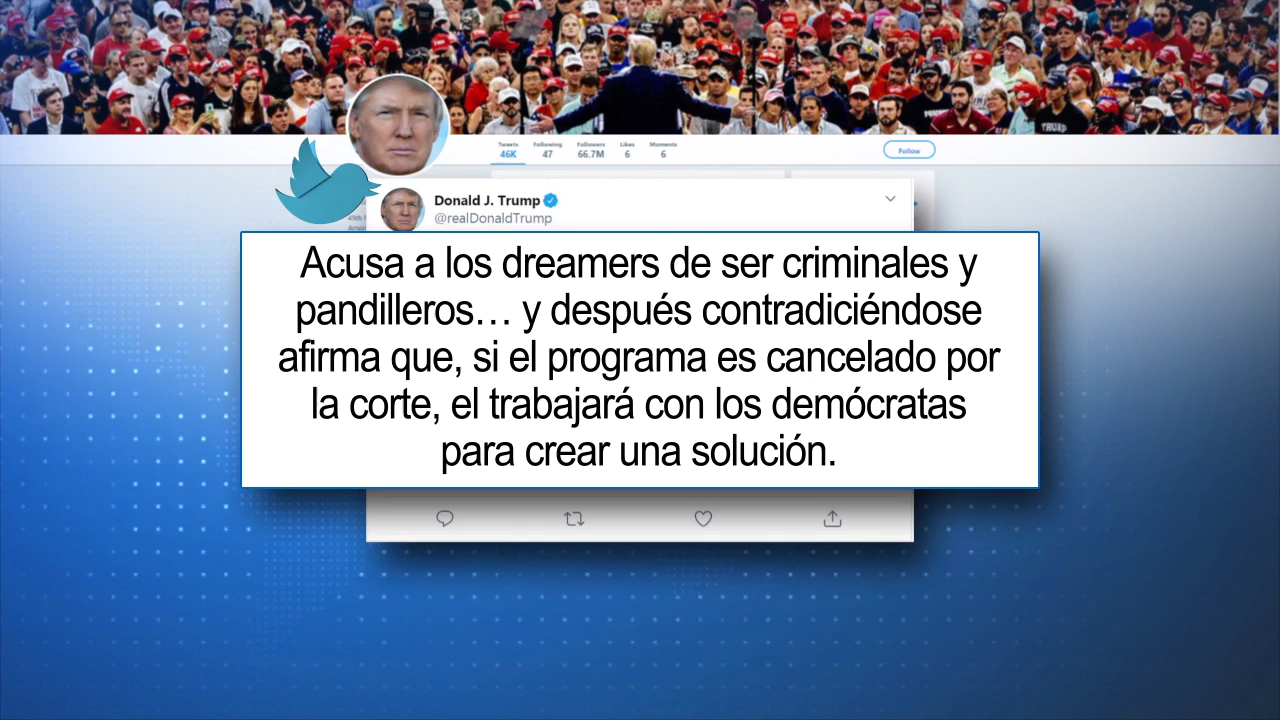 Tweets Following Followers Likes Moments
46K 47 66.7M 6 6
Follow
Donald J. Trump
@realDonaldTrump
Acusa a los dreamers de ser criminales y
pandilleros… y después contradiciéndose
afirma que, si el programa es cancelado por
la corte, el trabajará con los demócratas
para crear una solución.